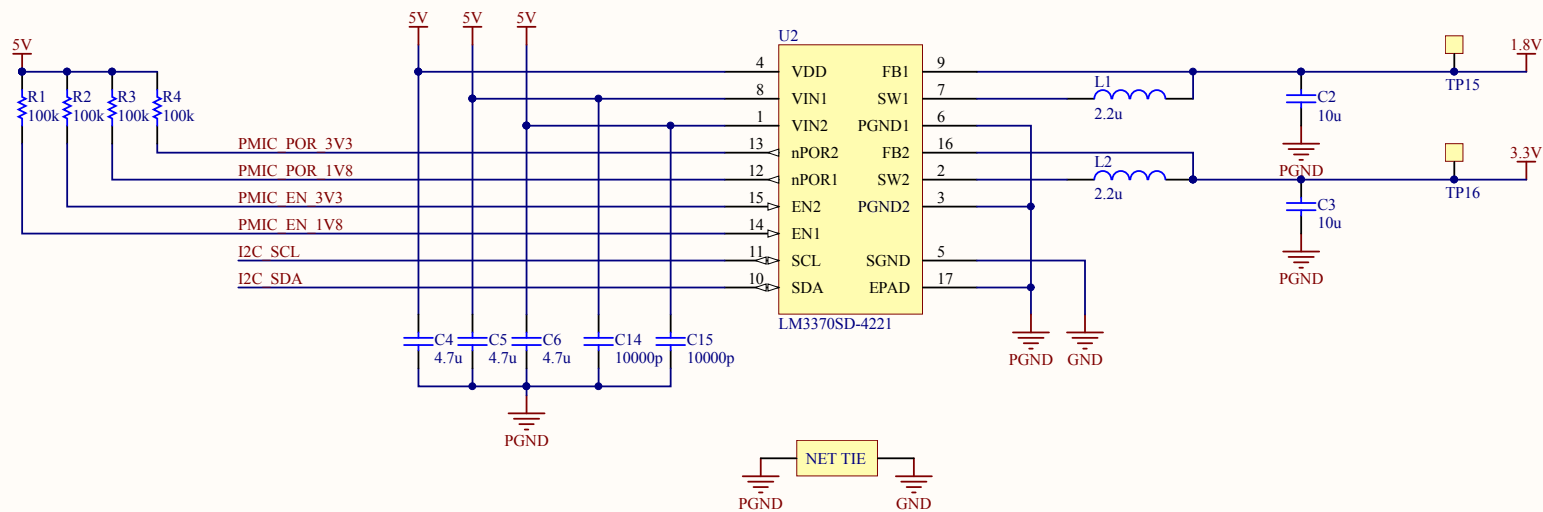 5V
5V
5V
5V
R1
100k
R2
100k
R3
100k
R4
100k
PMIC_POR_3V3
PMIC_POR_1V8
PMIC_EN_3V3
PMIC_EN_1V8
I2C_SCL
I2C_SDA
U2
4 VDD FB1 9
8 VIN1 SW1 7
1 VIN2 PGND1 6
13 nPOR2 FB2 16
12 nPOR1 SW2 2
15 EN2 PGND2 3
14 EN1
11 SCL SGND 5
10 SDA EPAD 17
LM3370SD-4221
L1
2.2u
L2
2.2u
C2
10u
PGND
C3
10u
PGND
TP15
1.8V
TP16
3.3V
C4
4.7u
C5
4.7u
C6
4.7u
C14
10000p
C15
10000p
PGND
PGND
GND
NET TIE
PGND
GND